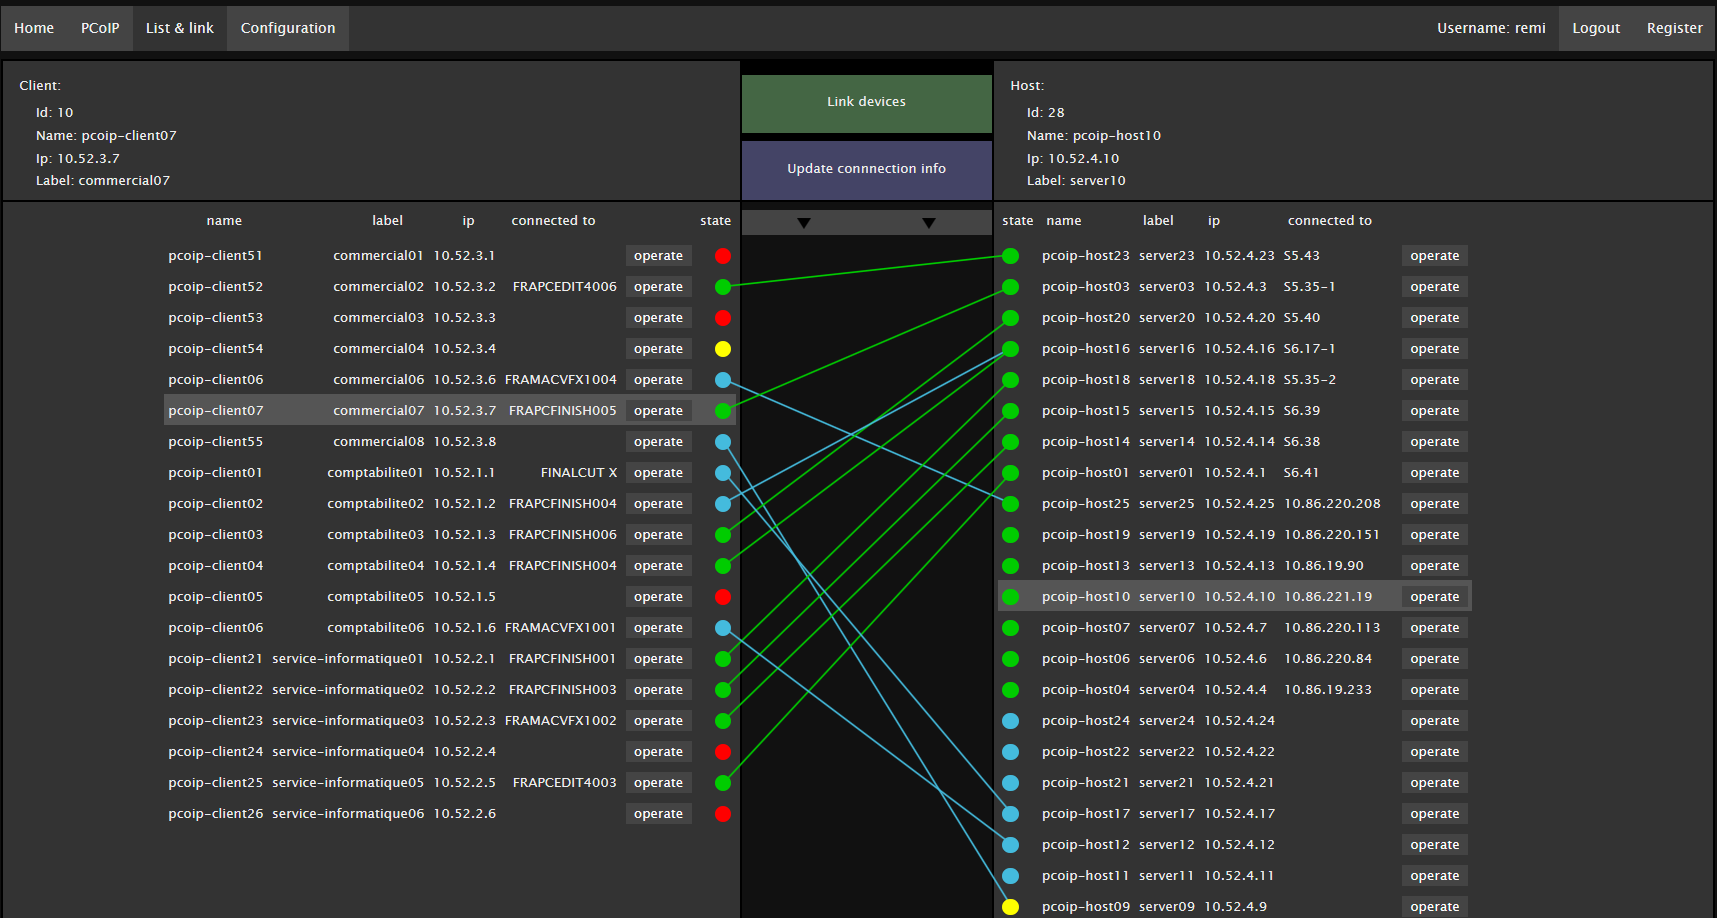 Home PCoIP List & link Configuration Username: remi Logout Register
Client:
Id: 10
Name: pcoip-client07
Ip: 10.52.3.7
Label: commercial07
Link devices
Update connnection info
Host:
Id: 28
Name: pcoip-host10
Ip: 10.52.4.10
Label: server10
name label ip connected to state
pcoip-client51 commercial01 10.52.3.1 operate
pcoip-client52 commercial02 10.52.3.2 FRAPCEDIT4006 operate
pcoip-client53 commercial03 10.52.3.3 operate
pcoip-client54 commercial04 10.52.3.4 operate
pcoip-client06 commercial06 10.52.3.6 FRAMACVFX1004 operate
pcoip-client07 commercial07 10.52.3.7 FRAPCFINISH005 operate
pcoip-client55 commercial08 10.52.3.8 operate
pcoip-client01 comptabilite01 10.52.1.1 FINALCUT X operate
pcoip-client02 comptabilite02 10.52.1.2 FRAPCFINISH004 operate
pcoip-client03 comptabilite03 10.52.1.3 FRAPCFINISH006 operate
pcoip-client04 comptabilite04 10.52.1.4 FRAPCFINISH004 operate
pcoip-client05 comptabilite05 10.52.1.5 operate
pcoip-client06 comptabilite06 10.52.1.6 FRAMACVFX1001 operate
pcoip-client21 service-informatique01 10.52.2.1 FRAPCFINISH001 operate
pcoip-client22 service-informatique02 10.52.2.2 FRAPCFINISH003 operate
pcoip-client23 service-informatique03 10.52.2.3 FRAMACVFX1002 operate
pcoip-client24 service-informatique04 10.52.2.4 operate
pcoip-client25 service-informatique05 10.52.2.5 FRAPCEDIT4003 operate
pcoip-client26 service-informatique06 10.52.2.6 operate
state name label ip connected to
pcoip-host23 server23 10.52.4.23 S5.43 operate
pcoip-host03 server03 10.52.4.3 S5.35-1 operate
pcoip-host20 server20 10.52.4.20 S5.40 operate
pcoip-host16 server16 10.52.4.16 S6.17-1 operate
pcoip-host18 server18 10.52.4.18 S5.35-2 operate
pcoip-host15 server15 10.52.4.15 S6.39 operate
pcoip-host14 server14 10.52.4.14 S6.38 operate
pcoip-host01 server01 10.52.4.1 S6.41 operate
pcoip-host25 server25 10.52.4.25 10.86.220.208 operate
pcoip-host19 server19 10.52.4.19 10.86.220.151 operate
pcoip-host13 server13 10.52.4.13 10.86.19.90 operate
pcoip-host10 server10 10.52.4.10 10.86.221.19 operate
pcoip-host07 server07 10.52.4.7 10.86.220.113 operate
pcoip-host06 server06 10.52.4.6 10.86.220.84 operate
pcoip-host04 server04 10.52.4.4 10.86.19.233 operate
pcoip-host24 server24 10.52.4.24 operate
pcoip-host22 server22 10.52.4.22 operate
pcoip-host21 server21 10.52.4.21 operate
pcoip-host17 server17 10.52.4.17 operate
pcoip-host12 server12 10.52.4.12 operate
pcoip-host11 server11 10.52.4.11 operate
pcoip-host09 server09 10.52.4.9 operate